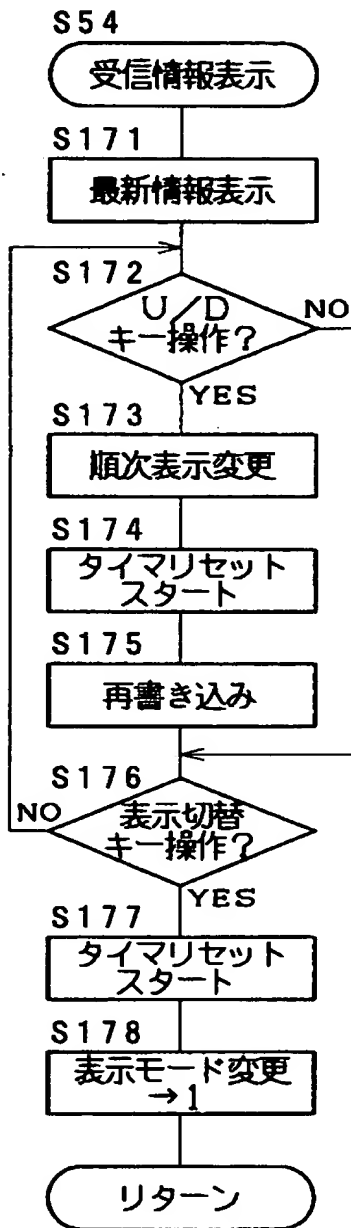 S54
受信情報表示
S171
最新情報表示
S172
U/D
キー操作?
NO
YES
S173
順次表示変更
S174
タイマリセット
スタート
S175
再書き込み
S176
NO
表示切替
キー操作?
YES
S177
タイマリセット
スタート
S178
表示モード変更
→1
リターン